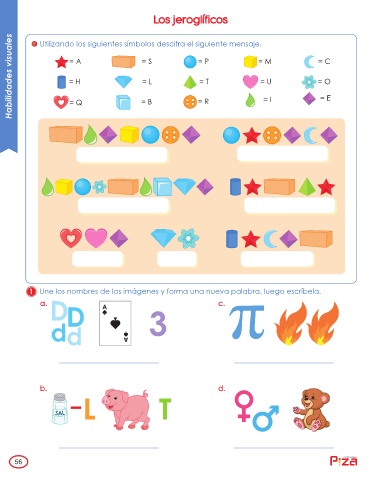 Los jeroglíficos
Habilidades visuales
Utilizando los siguientes símbolos descifra el siguiente mensaje.
= A = S = P = M = C
= H = L = T = U = O
= Q = B = R = I = E
1 Une los nombres de las imágenes y forma una nueva palabra, luego escríbela.
a. D D d d A A 3
c. π
b. SAL -L T
d. ♀ ♂
56